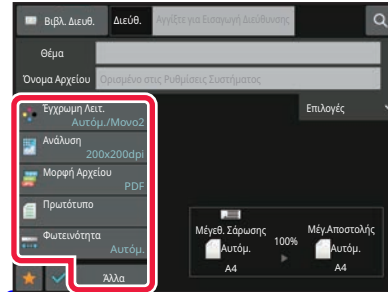 Βιβλ. Διευθ.
Διεύθ.
Αγγίξτε για Εισαγωγή Διεύθυνσης
Θέμα
Όνομα Αρχείου
Ορισμένο στις Ρυθμίσεις Συστήματος
Επιλογές
Έγχρωμη Λειτ.
Αυτόμ./Μονο2
Ανάλυση
200x200dpi
Μορφή Αρχείου
PDF
Πρωτότυπο
Φωτεινότητα
Αυτόμ.
Άλλα
Μέγεθ. Σάρωσης
Αυτόμ.
A4
100%
Μέγ.Αποστολής
Αυτόμ.
A4